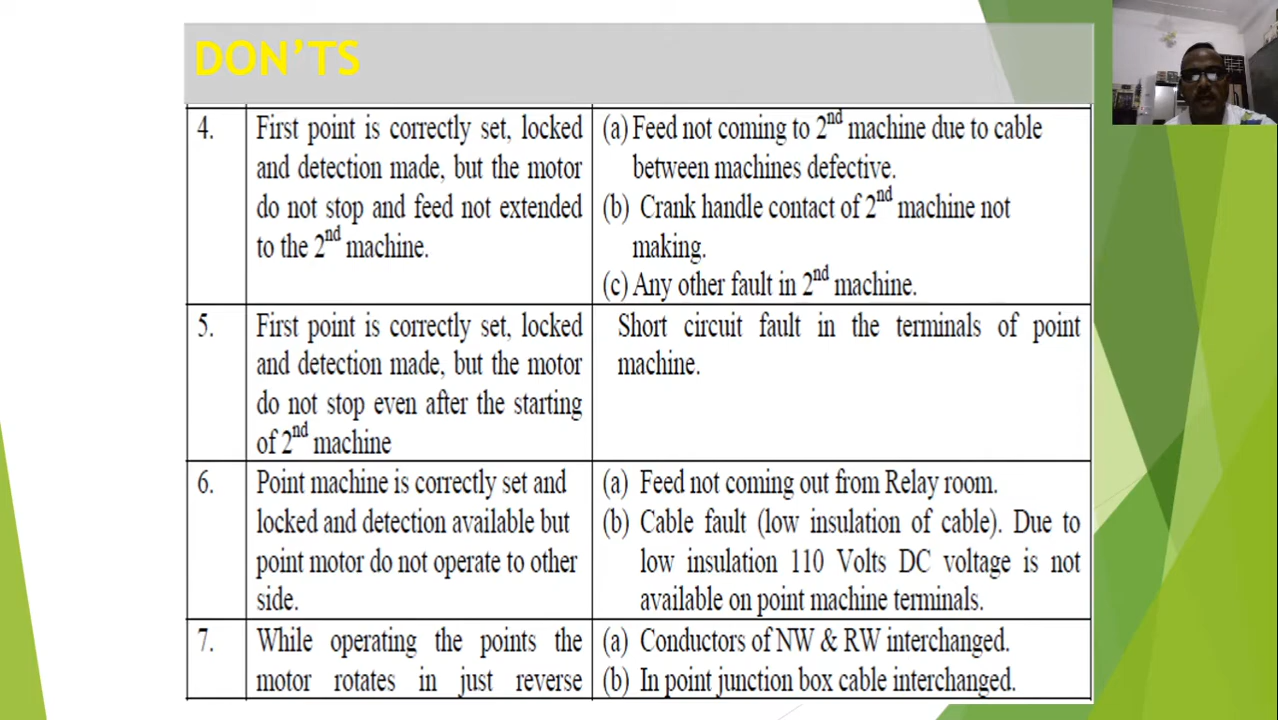 DON'TS
4. First point is correctly set, locked
and detection made, but the motor
do not stop and feed not extended
to the 2nd machine.
(a) Feed not coming to 2nd machine due to cable
between machines defective.
(b) Crank handle contact of 2nd machine not
making.
(c) Any other fault in 2nd machine.
5. First point is correctly set, locked
and detection made, but the motor
do not stop even after the starting
of 2nd machine
Short circuit fault in the terminals of point
machine.
6. Point machine is correctly set and
locked and detection available but
point motor do not operate to other
side.
(a) Feed not coming out from Relay room.
(b) Cable fault (low insulation of cable). Due to
low insulation 110 Volts DC voltage is not
available on point machine terminals.
7. While operating the points the
motor rotates in just reverse
(a) Conductors of NW & RW interchanged.
(b) In point junction box cable interchanged.